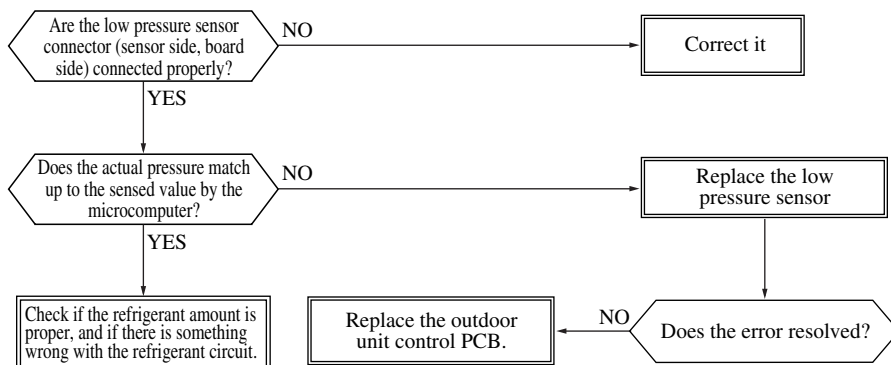 Are the low pressure sensor
connector (sensor side, board
side) connected properly?
NO
Correct it
YES
Does the actual pressure match
up to the sensed value by the
microcomputer?
NO
Replace the low
pressure sensor
YES
Check if the refrigerant amount is
proper, and if there is something
wrong with the refrigerant circuit.
Replace the outdoor
unit control PCB.
NO
Does the error resolved?